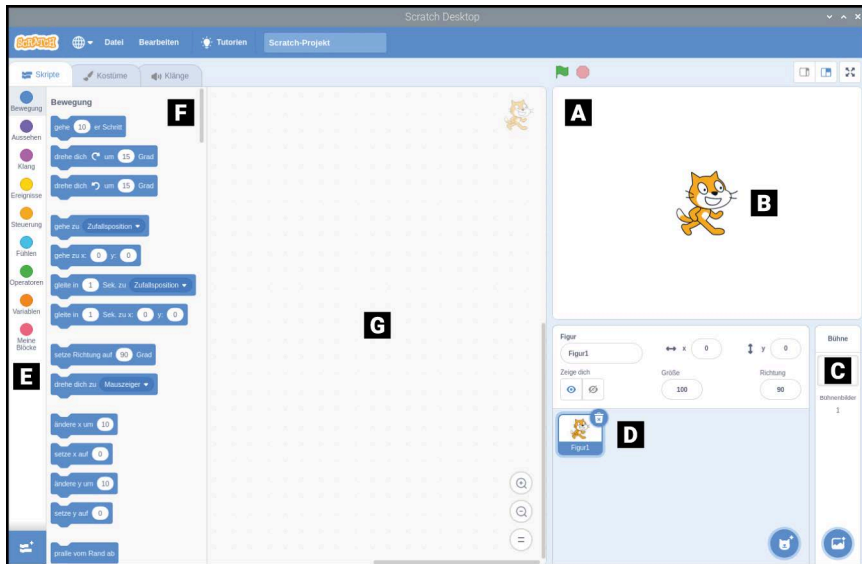 Scratch Desktop
SCRATCH
Datei Bearbeiten Tutorien Scratch-Projekt
Skripte Kostüme Klänge
Bewegung
Aussehen
Klang
Ereignisse
Steuerung
Fühlen
Operatoren
Variablen
Meine
Blöcke
E
Bewegung
F
gehe 10 er Schritt
drehe dich um 15 Grad
drehe dich um 15 Grad
gehe zu Zufallsposition
gehe zu x: 0 y: 0
gleite in 1 Sek. zu Zufallsposition
gleite in 1 Sek. zu x: 0 y: 0
setze Richtung auf 90 Grad
drehe dich zu Mauszeiger
ändere x um 10
setze x auf 0
ändere y um 10
setze y auf 0
pralle vom Rand ab
G
A
B
Figur
Figur1 x 0 y 0
Zeige dich Größe Richtung
100 90
Figur1
D
Bühne
C
Bühnenbilder
1